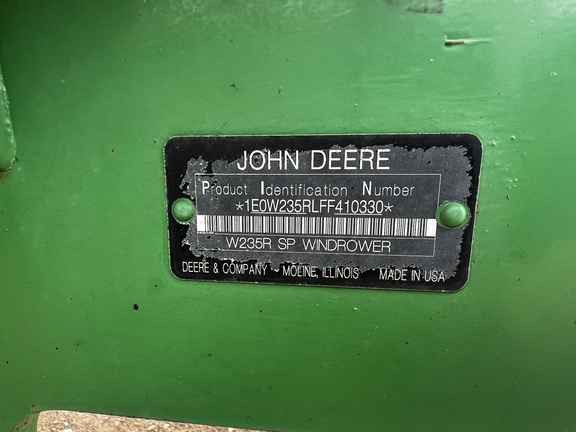 JOHN DEERE
Product Identification Number
*1E0W235RLFF410330*
W235R SP WINDROWER
DEERE & COMPANY - MOLINE, ILLINOIS MADE IN USA